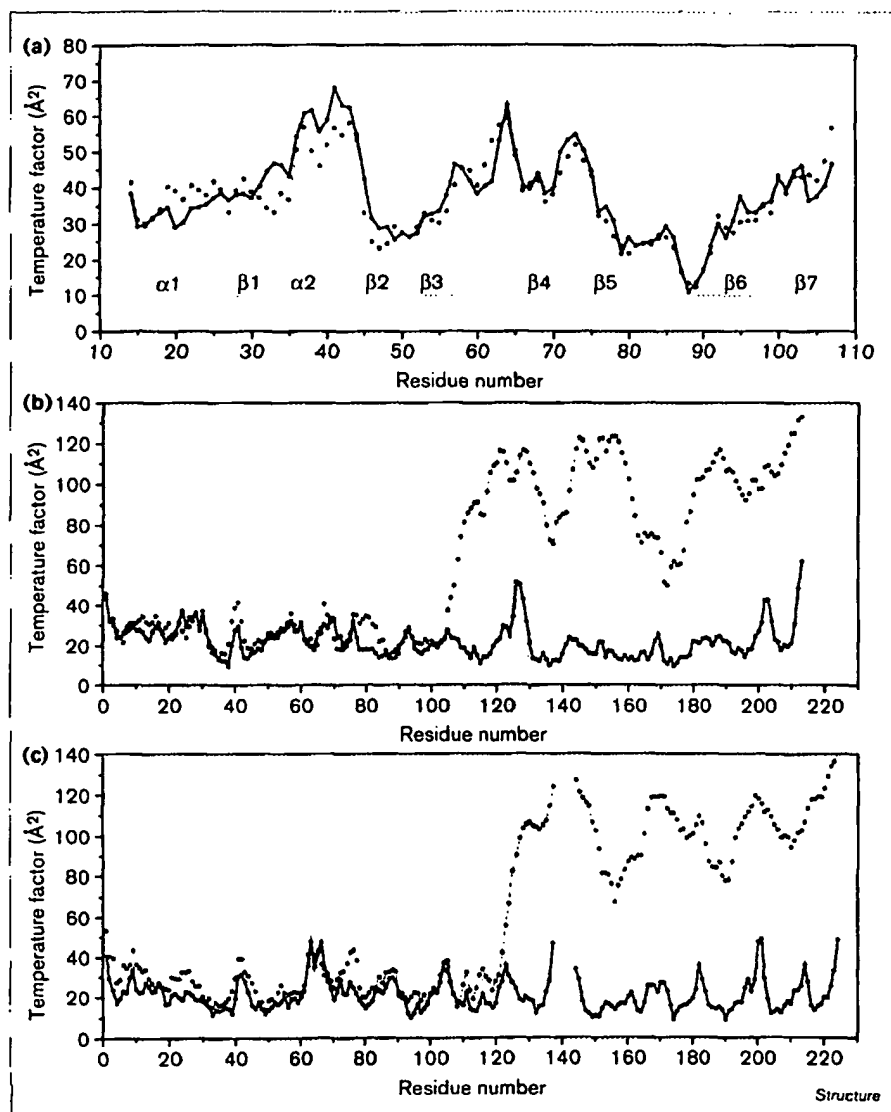 (a)
80
70
60
50
40
30
20
10
0
Temperature factor (Å²)
α1 β1 α2 β2 β3 β4 β5 β6 β7
10 20 30 40 50 60 70 80 90 100 110
Residue number
(b)
140
120
100
80
60
40
20
0
Temperature factor (Å²)
0 20 40 60 80 100 120 140 160 180 200 220
Residue number
(c)
140
120
100
80
60
40
20
0
Temperature factor (Å²)
0 20 40 60 80 100 120 140 160 180 200 220
Residue number
Structure